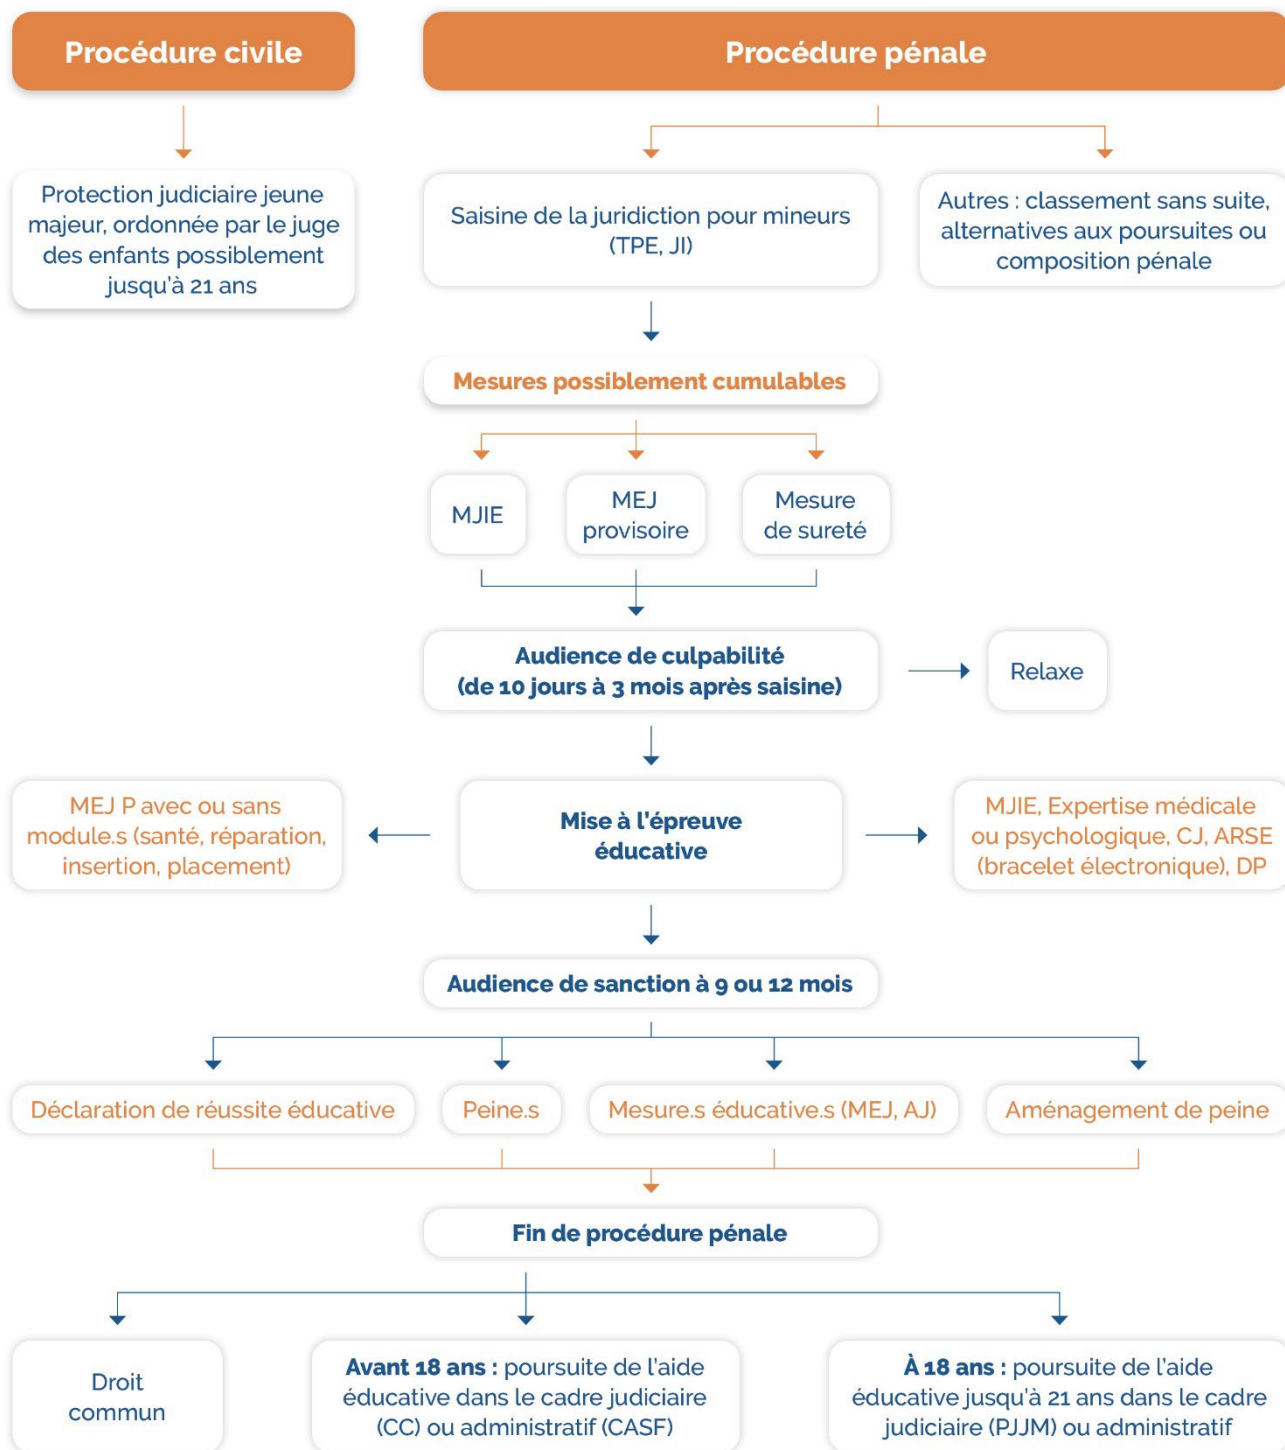 Procédure civile
Procédure pénale
Protection judiciaire jeune
majeur, ordonnée par le juge
des enfants possiblement
jusqu'à 21 ans
Saisine de la juridiction pour mineurs
(TPE, JI)
Autres : classement sans suite,
alternatives aux poursuites ou
composition pénale
Mesures possiblement cumulables
MJIE
MEJ
provisoire
Mesure
de sureté
Audience de culpabilité
(de 10 jours à 3 mois après saisine)
Relaxe
MEJ P avec ou sans
module.s (santé, réparation,
insertion, placement)
Mise à l'épreuve
éducative
MJIE, Expertise médicale
ou psychologique, CJ, ARSE
(bracelet électronique), DP
Audience de sanction à 9 ou 12 mois
Déclaration de réussite éducative
Peine.s
Mesure.s éducative.s (MEJ, AJ)
Aménagement de peine
Fin de procédure pénale
Droit
commun
Avant 18 ans : poursuite de l'aide
éducative dans le cadre judiciaire
(CC) ou administratif (CASF)
À 18 ans : poursuite de l'aide
éducative jusqu'à 21 ans dans le cadre
judiciaire (PJJM) ou administratif